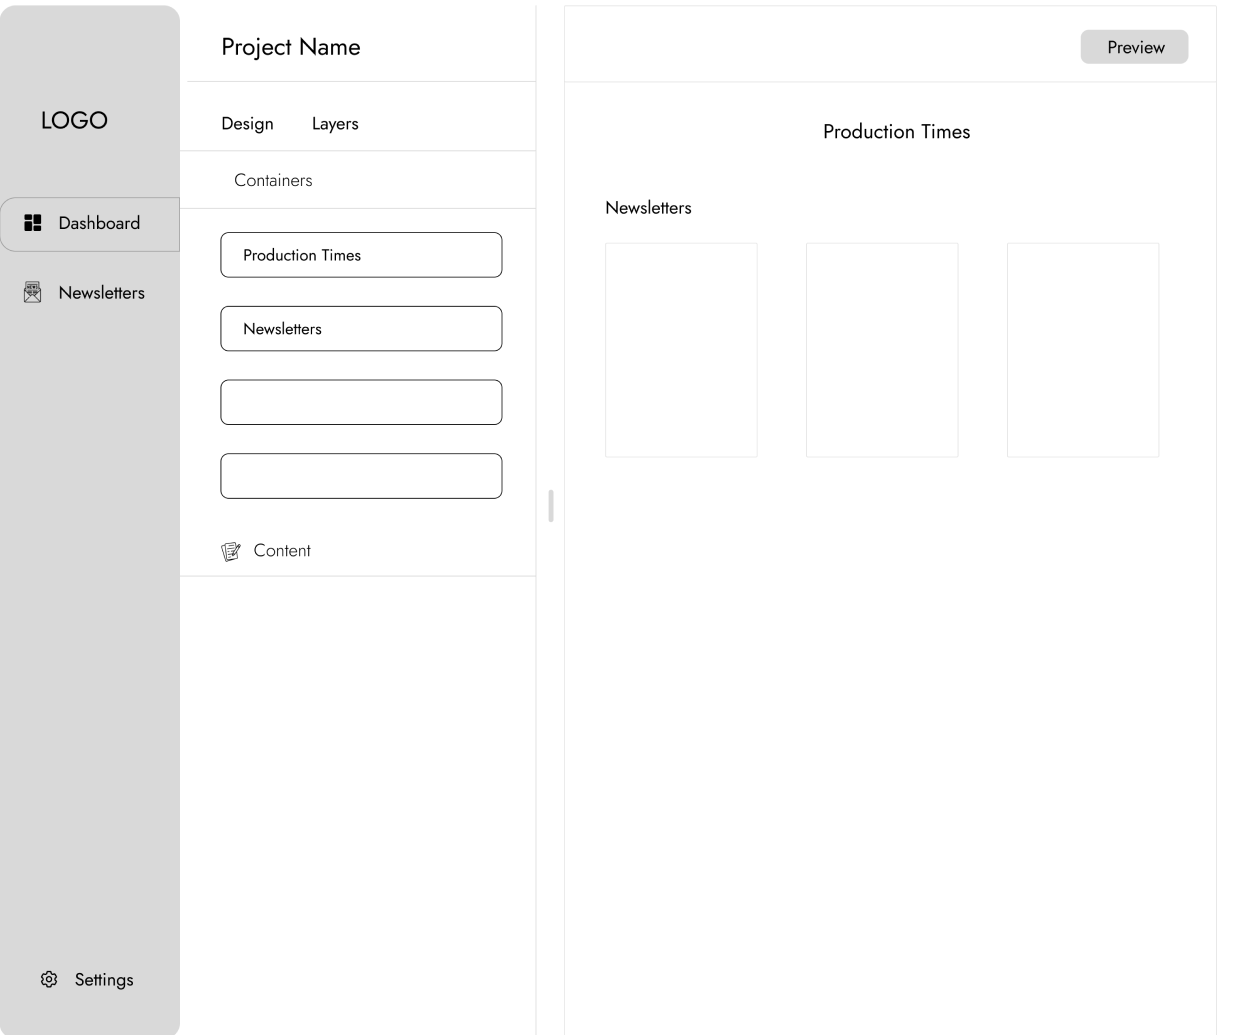 LOGO
Dashboard
Newsletters
Settings
Project Name
Design Layers
Containers
Production Times
Newsletters
Content
Preview
Production Times
Newsletters